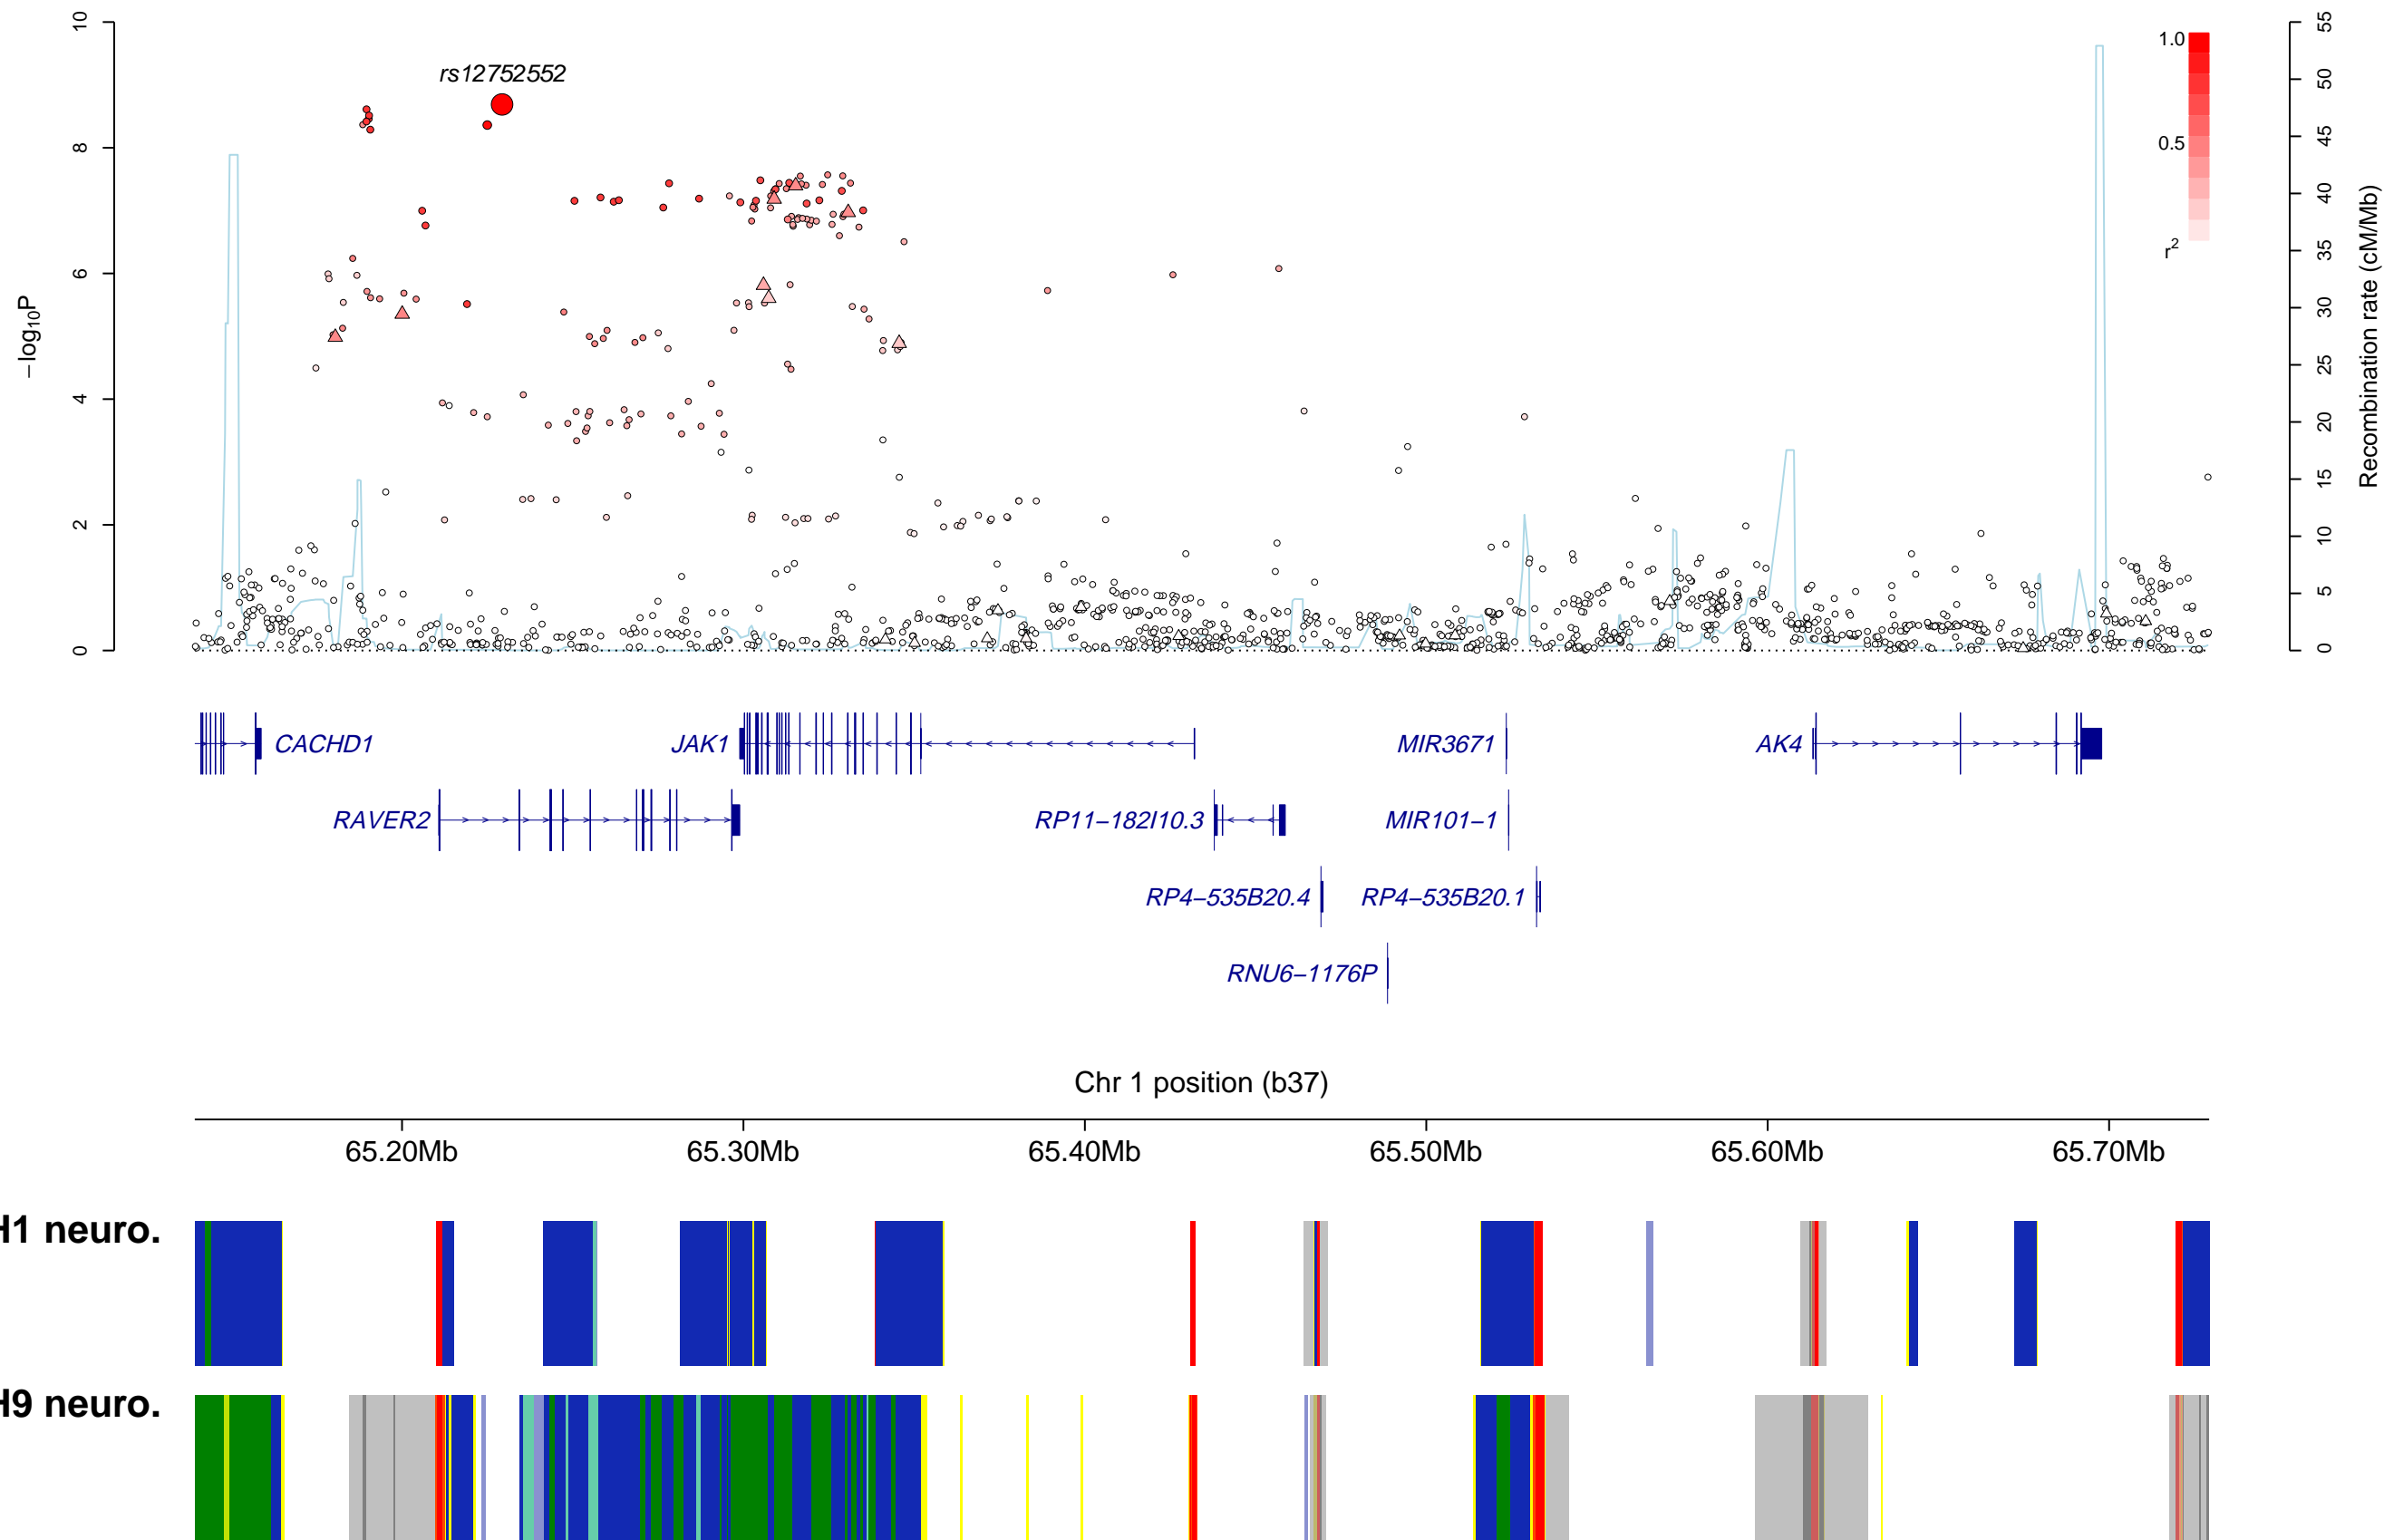 rs12752552
−log10P
0 2 4 6 8 10
1.0
0.5
r2
0 5 10 15 20 25 30 35 40 45 50 55
Recombination rate (cM/Mb)
CACHD1 JAK1 MIR3671 AK4
RAVER2 RP11−182I10.3 MIR101−1
RP4−535B20.4 RP4−535B20.1
RNU6−1176P
Chr 1 position (b37)
65.20Mb 65.30Mb 65.40Mb 65.50Mb 65.60Mb 65.70Mb
H1 neuro.
H9 neuro.